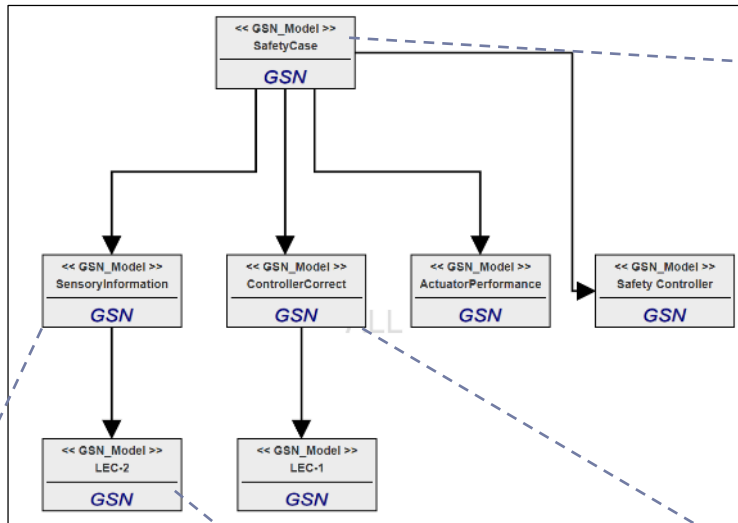 << GSN_Model >>
SafetyCase
GSN
<< GSN_Model >>
SensoryInformation
GSN
<< GSN_Model >>
ControllerCorrect
GSN
<< GSN_Model >>
ActuatorPerformance
GSN
<< GSN_Model >>
Safety Controller
GSN
ALL
<< GSN_Model >>
LEC-2
GSN
<< GSN_Model >>
LEC-1
GSN